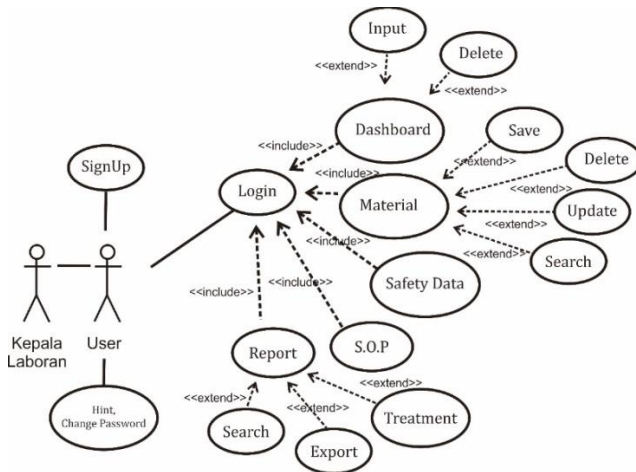 Input
Delete
<<extend>>
<<extend>>
Dashboard
Save
<<include>>
SignUp
<<extend>>
Delete
<<include>>
Login
Material
<<extend>>
Update
<<extend>>
<<include>>
Search
<<extend>>
Safety Data
<<include>>
<<include>>
Kepala
Laboran
User
Report
S.O.P
<<extend>>
Hint,
Change Password
<<extend>>
Treatment
<<extend>>
Search
Export